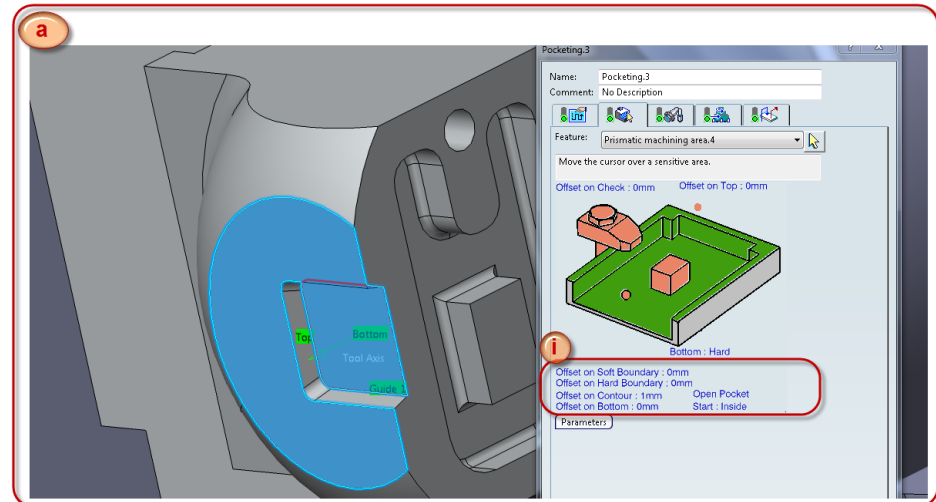 a
Pocketing.3
Name: Pocketing.3
Comment: No Description
Feature: Prismatic machining area.4
Move the cursor over a sensitive area.
Offset on Check : 0mm Offset on Top : 0mm
Top
Bottom
Tool Axis
Guide 1
Bottom : Hard
i
Offset on Soft Boundary : 0mm
Offset on Hard Boundary : 0mm
Offset on Contour : 1mm Open Pocket
Offset on Bottom : 0mm Start : Inside
Parameters